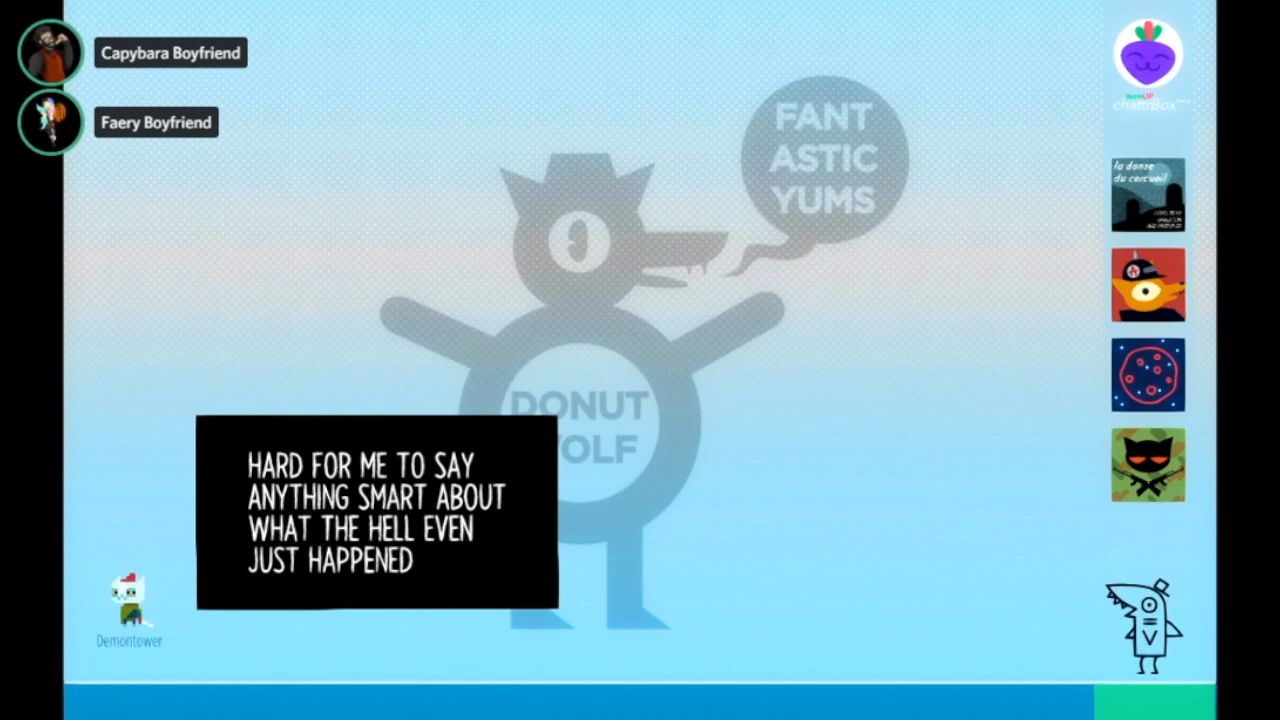 Capybara Boyfriend
Faery Boyfriend
FANT
ASTIC
YUMS
chattrBox
la danse
du cercueil
DONUT
WOLF
HARD FOR ME TO SAY
ANYTHING SMART ABOUT
WHAT THE HELL EVEN
JUST HAPPENED
Demontower